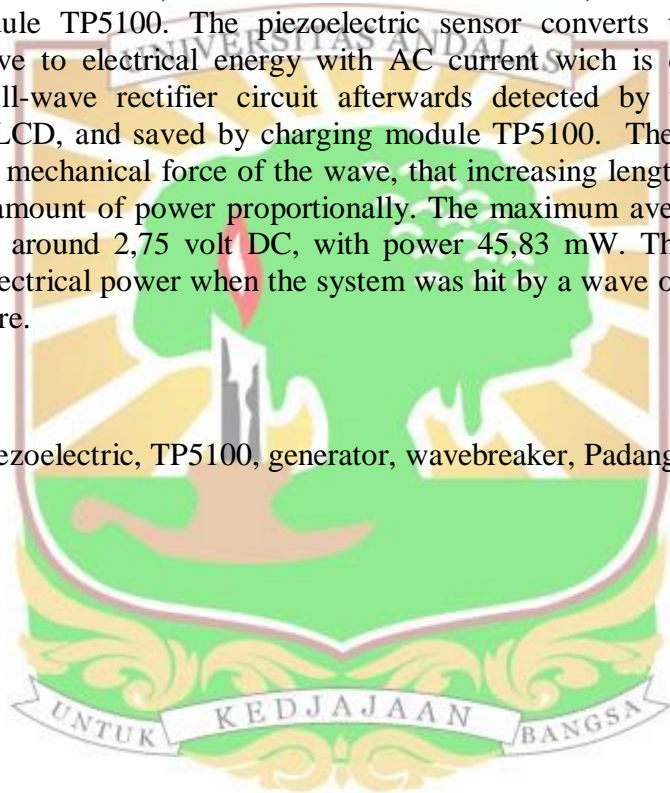 dule TP5100. The piezoelectric sensor converts
UNIVERSITAS ANDALAS
ve to electrical energy with AC current wich is
ll-wave rectifier circuit afterwards detected by
LCD, and saved by charging module TP5100. The
mechanical force of the wave, that increasing lengt
amount of power proportionally. The maximum ave
around 2,75 volt DC, with power 45,83 mW. Th
ectrical power when the system was hit by a wave o
re.
ezoelectric, TP5100, generator, wavebreaker, Padang
UNTUK KEDJAJAAN BANGSA